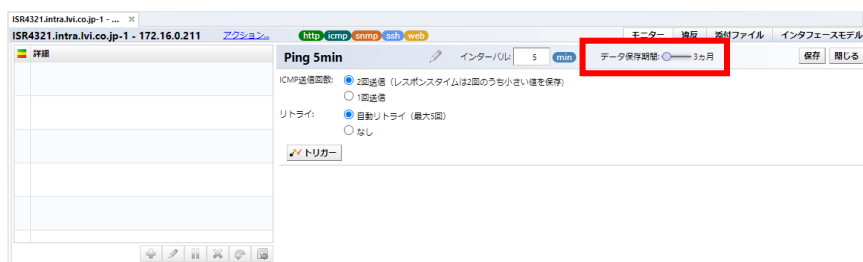 ISR4321.intra.lvi.co.jp-1 - ... ×
ISR4321.intra.lvi.co.jp-1 - 172.16.0.211 アクション... http icmp snmp ssh web モニター 違反 添付ファイル インタフェースモデル
詳細
Ping 5min インターバル: 5 min データ保存期間: 3ヵ月 保存 閉じる
ICMP送信回数: 2回送信 (レスポンスタイムは2回のうち小さい値を保存)
1回送信
リトライ: 自動リトライ (最大5回)
なし
トリガー